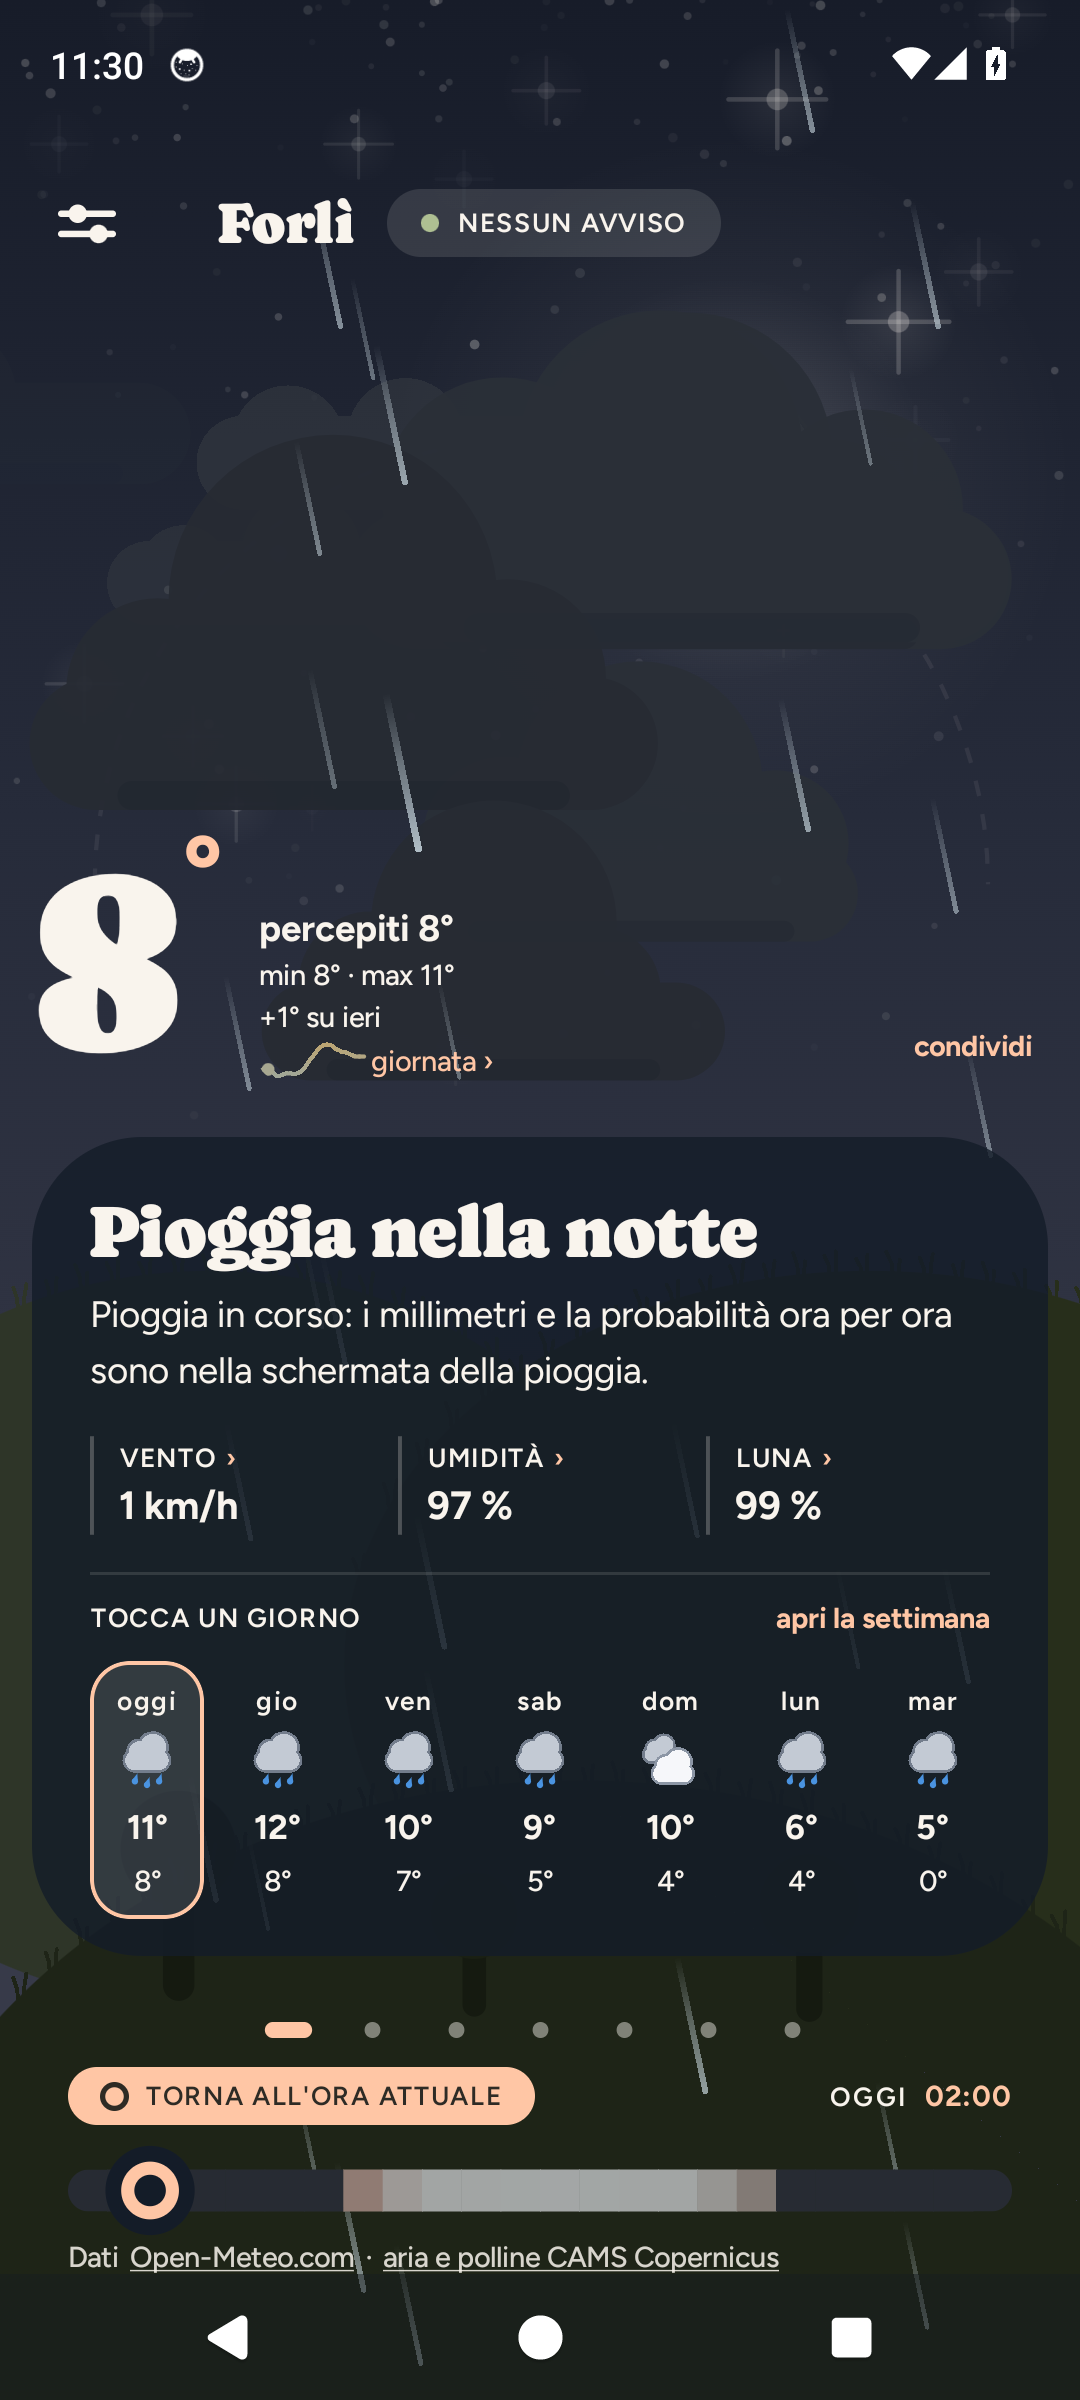 11:30
Forlì
NESSUN AVVISO
8°
percepiti 8°
min 8° · max 11°
+1° su ieri
giornata ›
condividi
Pioggia nella notte
Pioggia in corso: i millimetri e la probabilità ora per ora
sono nella schermata della pioggia.
VENTO › UMIDITÀ › LUNA ›
1 km/h 97 % 99 %
TOCCA UN GIORNO apri la settimana
oggi gio ven sab dom lun mar
11° 12° 10° 9° 10° 6° 5°
8° 8° 7° 5° 4° 4° 0°
TORNA ALL'ORA ATTUALE OGGI 02:00
Dati Open-Meteo.com · aria e polline CAMS Copernicus